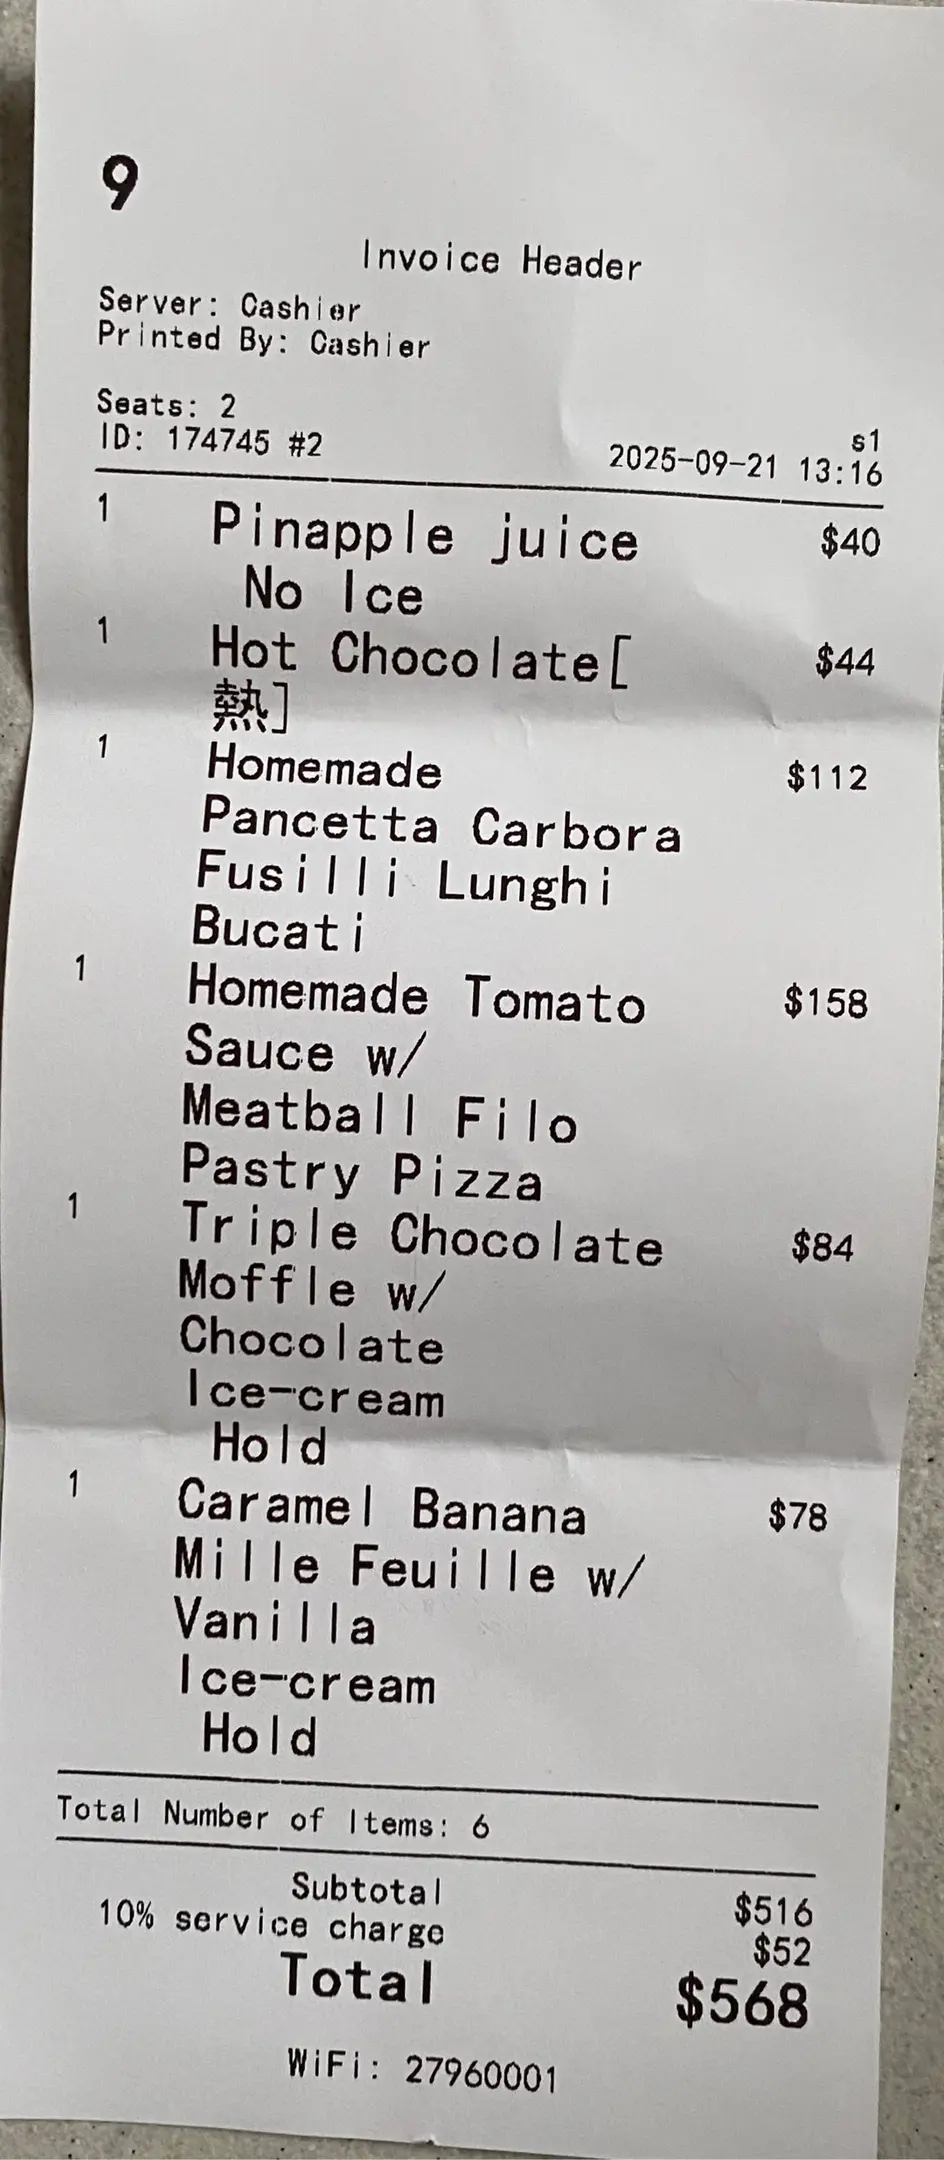 9
Invoice Header
Server: Cashier
Printed By: Cashier
Seats: 2
s1
ID: 174745 #2 2025-09-21 13:16
1 Pinapple juice $40
No Ice
1 Hot Chocolate[ $44
熱]
1 Homemade $112
Pancetta Carbora
Fusilli Lunghi
Bucati
1 Homemade Tomato $158
Sauce w/
Meatball Filo
Pastry Pizza
1 Triple Chocolate $84
Moffle w/
Chocolate
Ice-cream
Hold
1 Caramel Banana $78
Mille Feuille w/
Vanilla
Ice-cream
Hold
Total Number of Items: 6
Subtotal $516
10% service charge $52
Total $568
WiFi: 27960001